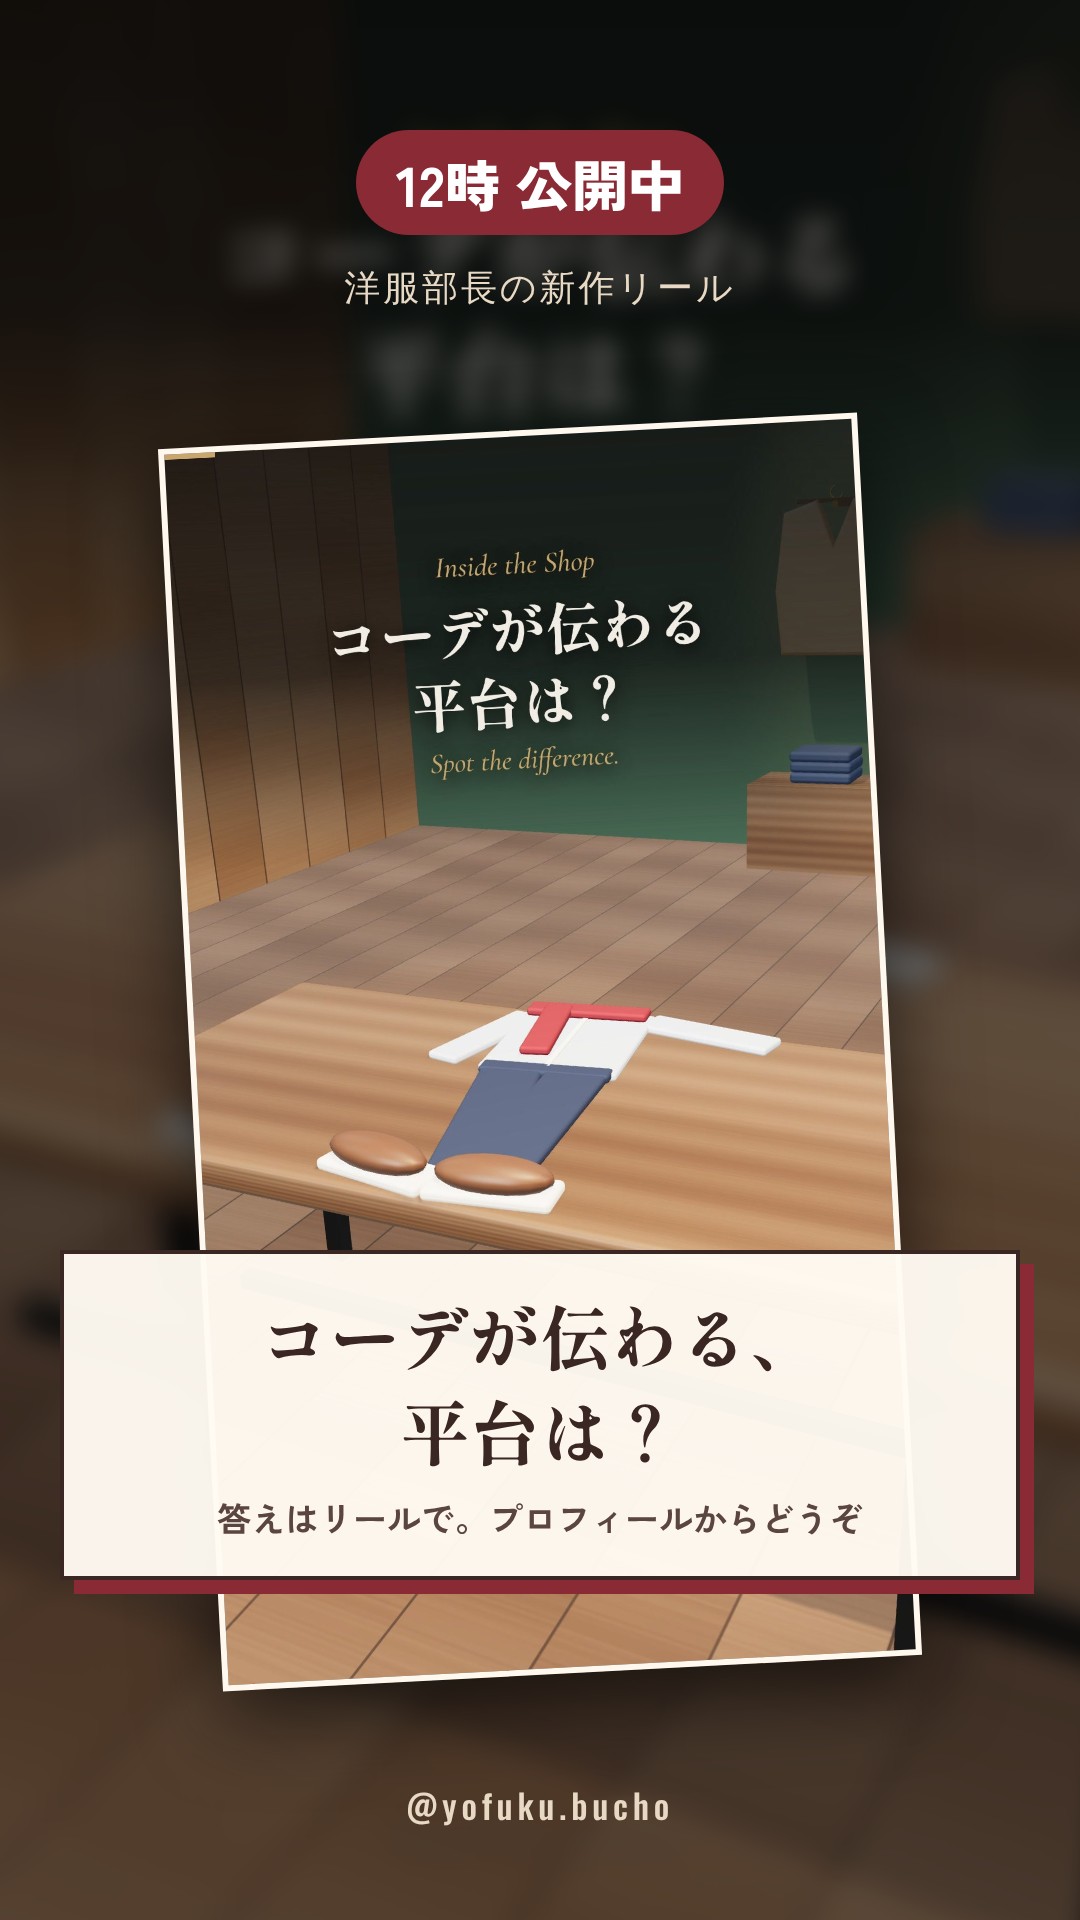 12時 公開中
洋服部長の新作リール
Inside the Shop
コーデが伝わる
平台は？
Spot the difference.
コーデが伝わる、
平台は？
答えはリールで。プロフィールからどうぞ
@yofuku.bucho